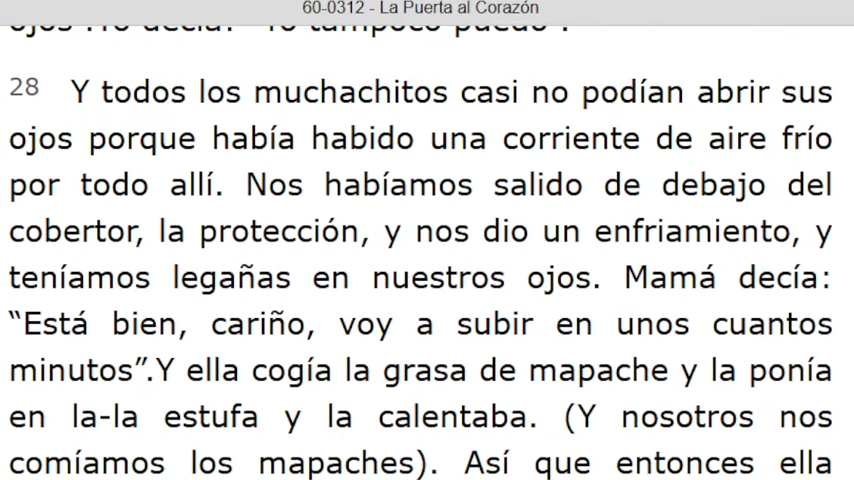 60-0312 - La Puerta al Corazón
28 Y todos los muchachitos casi no podían abrir sus
ojos porque había habido una corriente de aire frío
por todo allí. Nos habíamos salido de debajo del
cobertor, la protección, y nos dio un enfriamiento, y
teníamos legañas en nuestros ojos. Mamá decía:
“Está bien, cariño, voy a subir en unos cuantos
minutos”.Y ella cogía la grasa de mapache y la ponía
en la-la estufa y la calentaba. (Y nosotros nos
comíamos los mapaches). Así que entonces ella